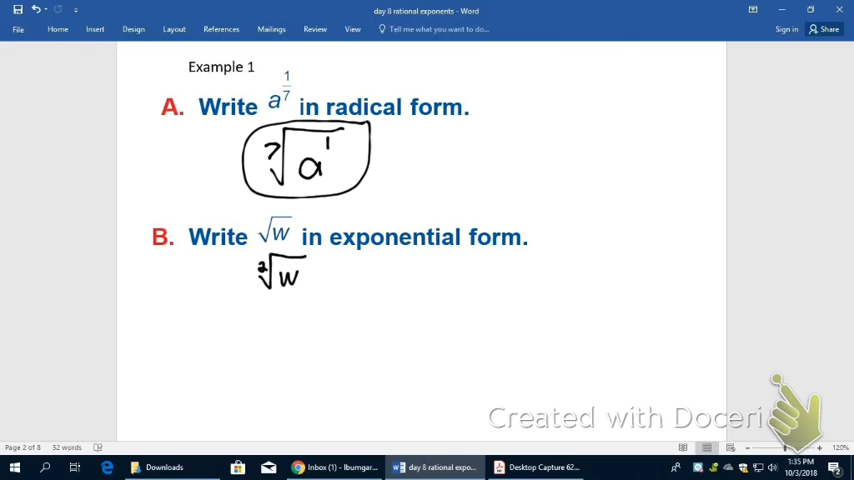 day 8 rational exponents - Word
File Home Insert Draw Design Layout References Mailings Review View Tell me what you want to do... Sign in Share
Example 1
A. Write a^(1/7) in radical form.
⁷√a¹
B. Write √w in exponential form.
²√w
Created with Doceri
Page 2 of 8 52 words 120%
Downloads Inbox (1) - lbumgar... day 8 rational expo... Desktop Capture 62... 1:35 PM
10/3/2018 2